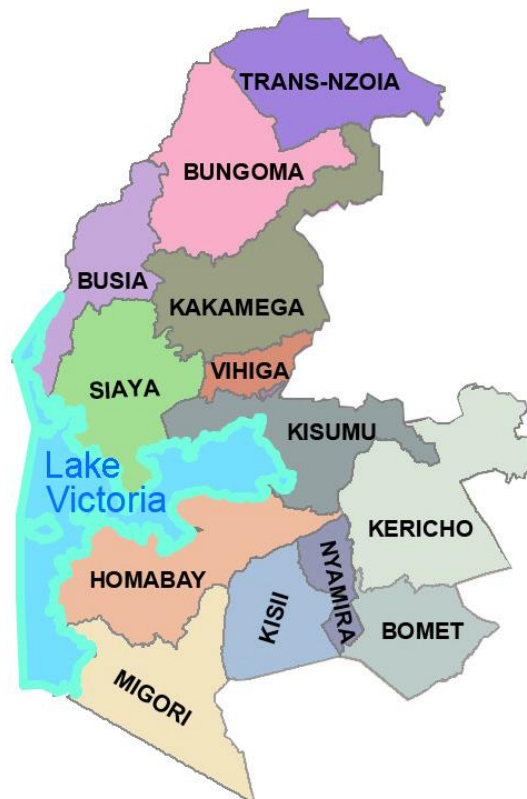 TRANS-NZOIA
BUNGOMA
BUSIA
KAKAMEGA
VIHIGA
SIAYA
KISUMU
Lake
Victoria
KERICHO
HOMABAY
KISII
NYAMIRA
BOMET
MIGORI